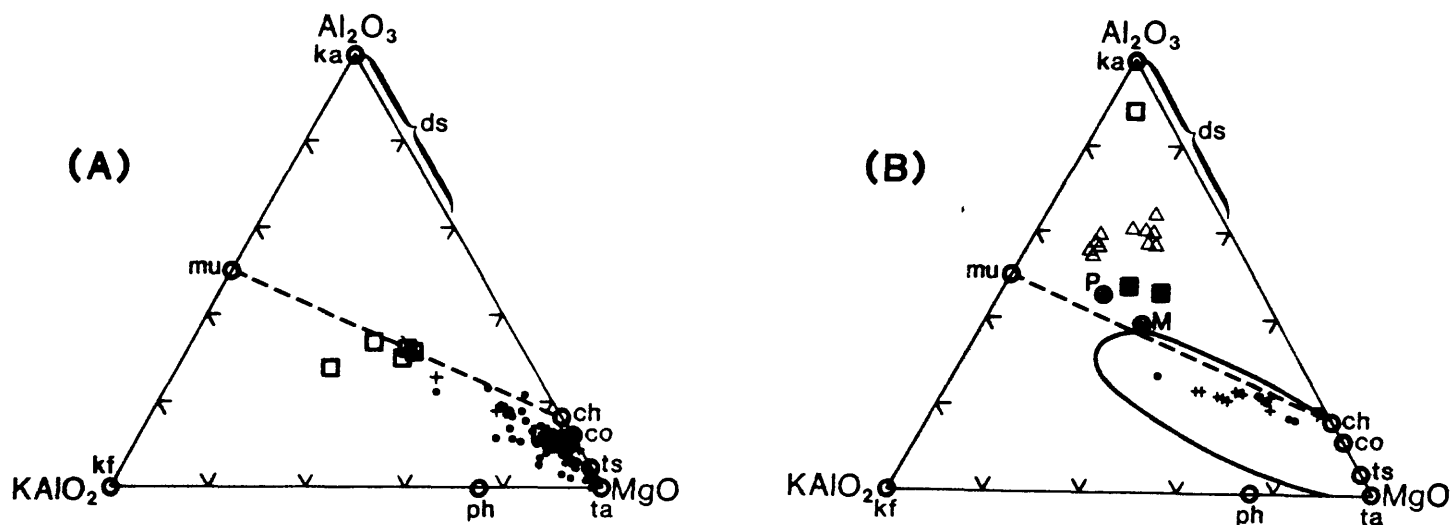 (A)
Al₂O₃
ka
ds
mu
ch
co
ts
kf
KAlO₂
MgO
ph
ta
(B)
Al₂O₃
ka
ds
mu
P
M
ch
co
ts
KAlO₂
kf
MgO
ph
ta